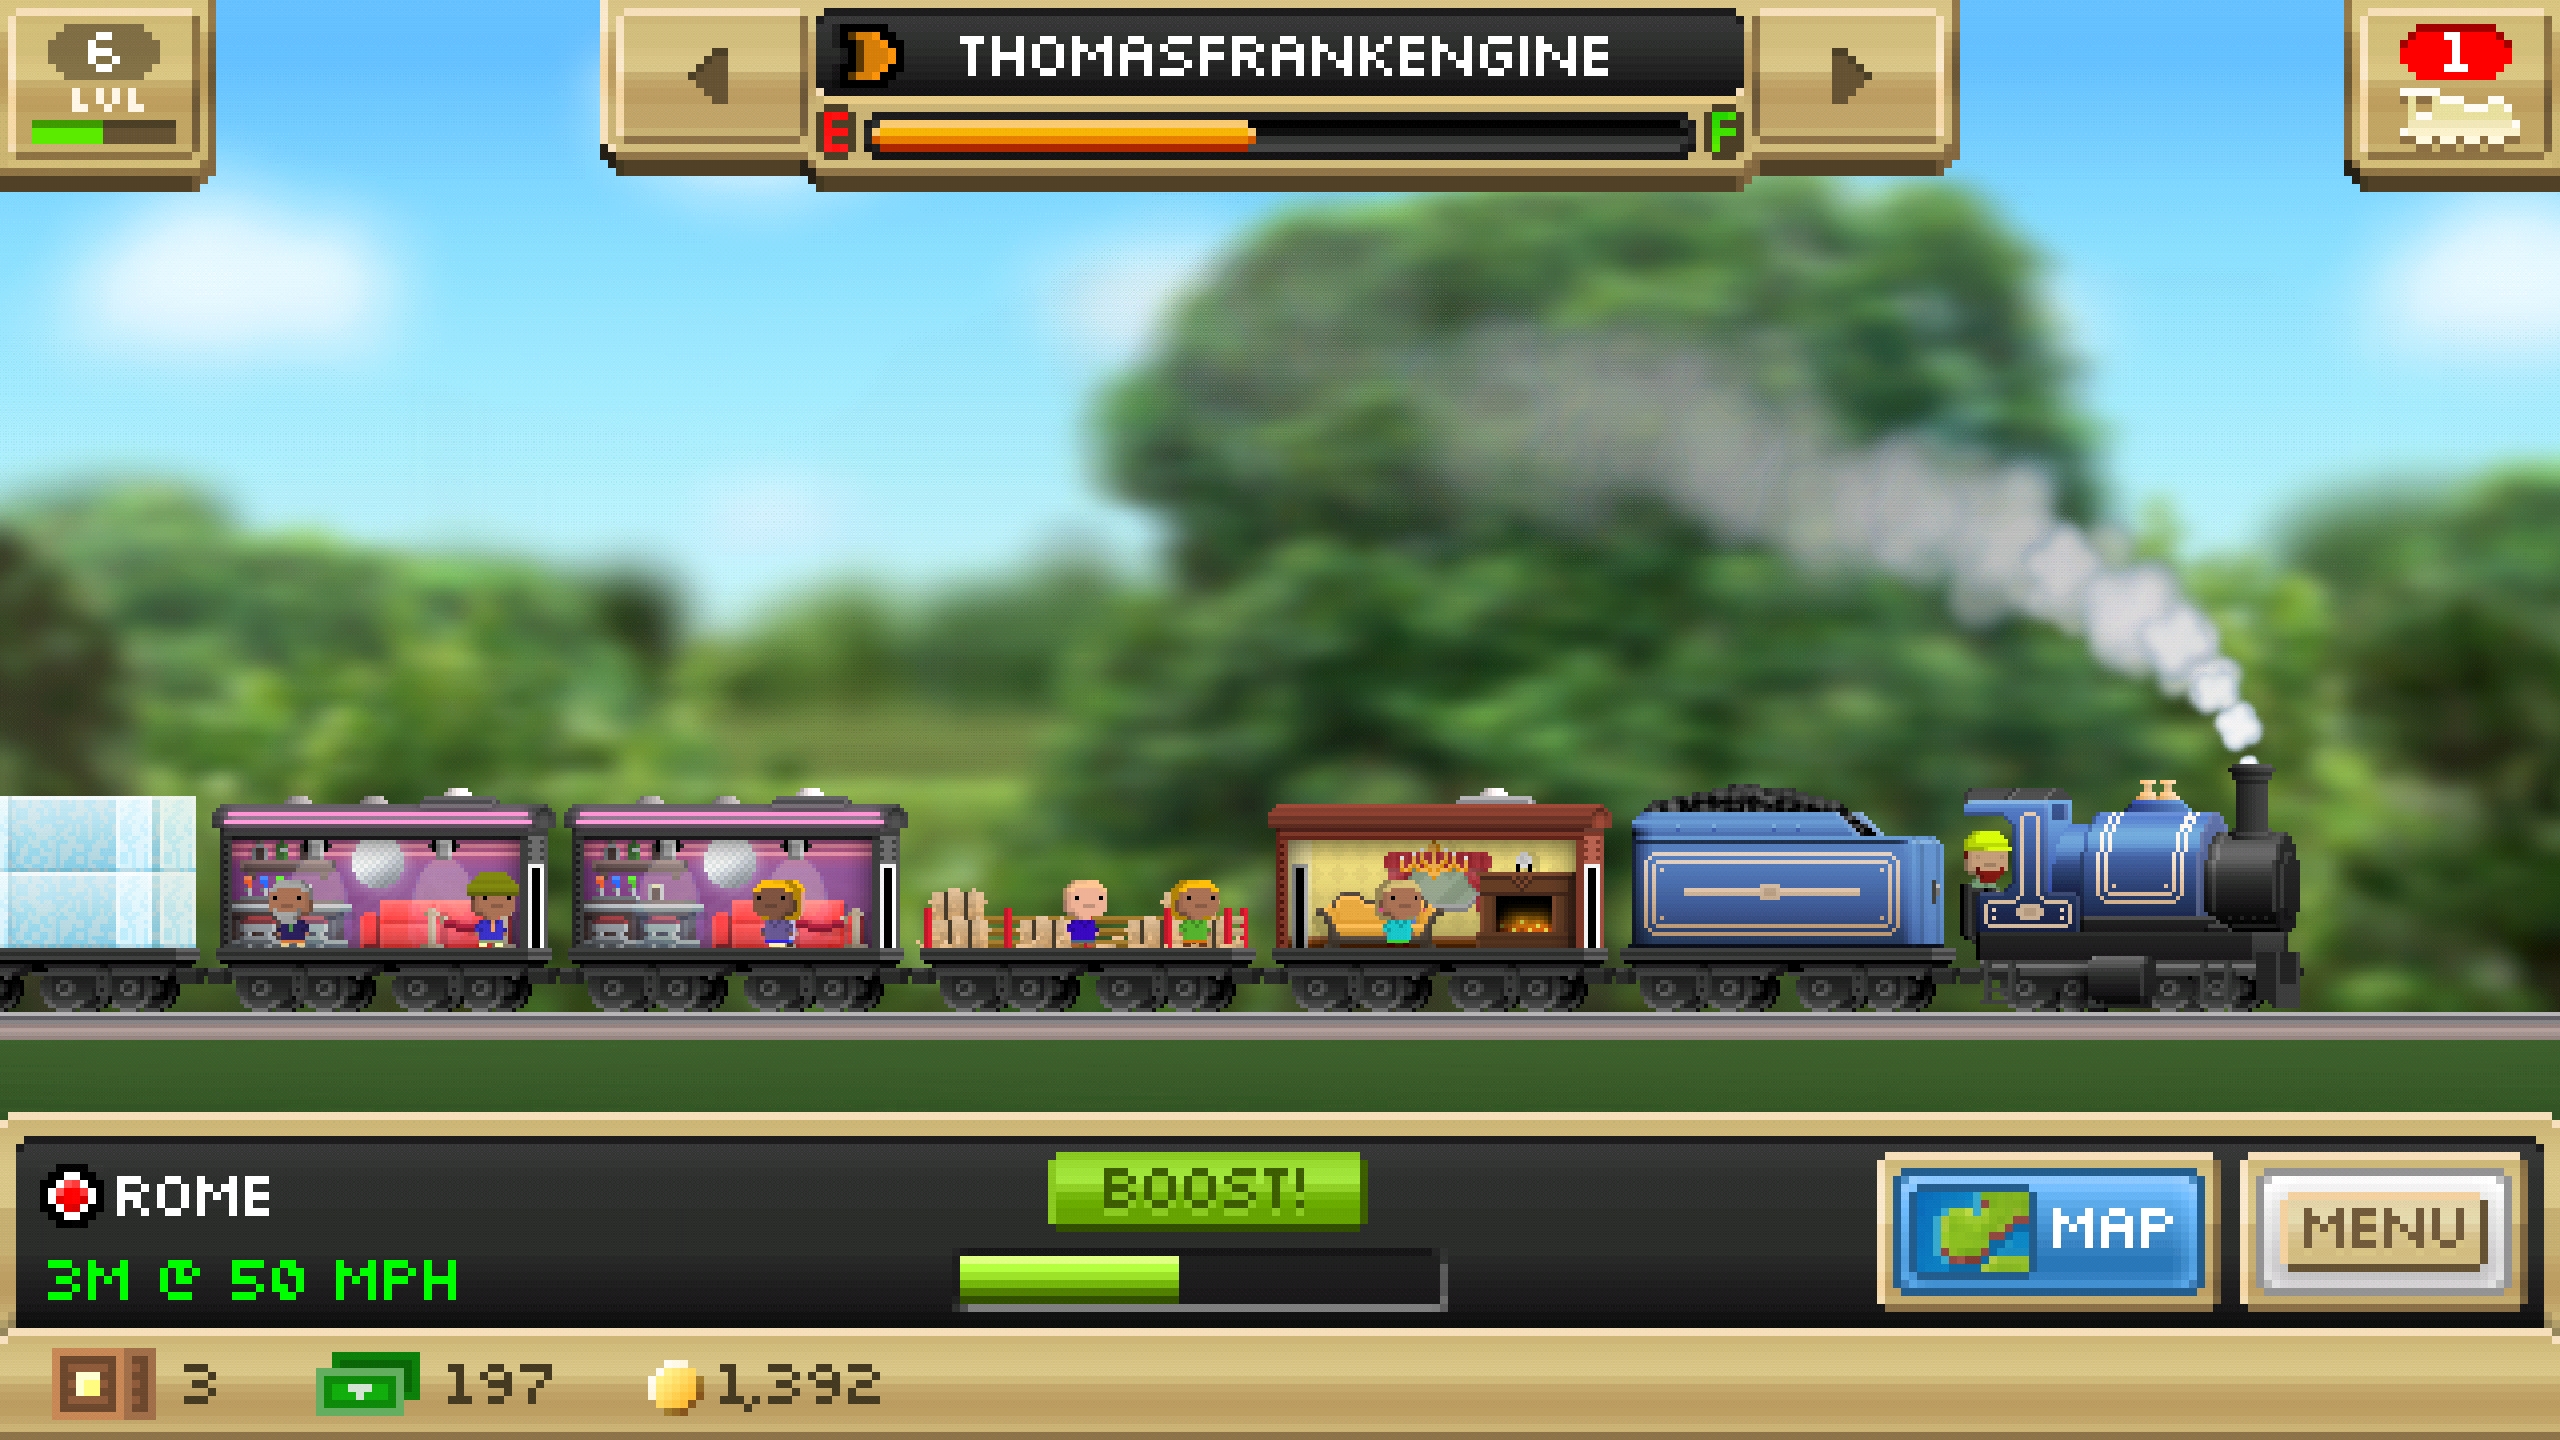 6
LVL
THOMASFRANKENGINE
E F
1
ROME
3M @ 50 MPH
BOOST!
MAP
MENU
3 197 1,392